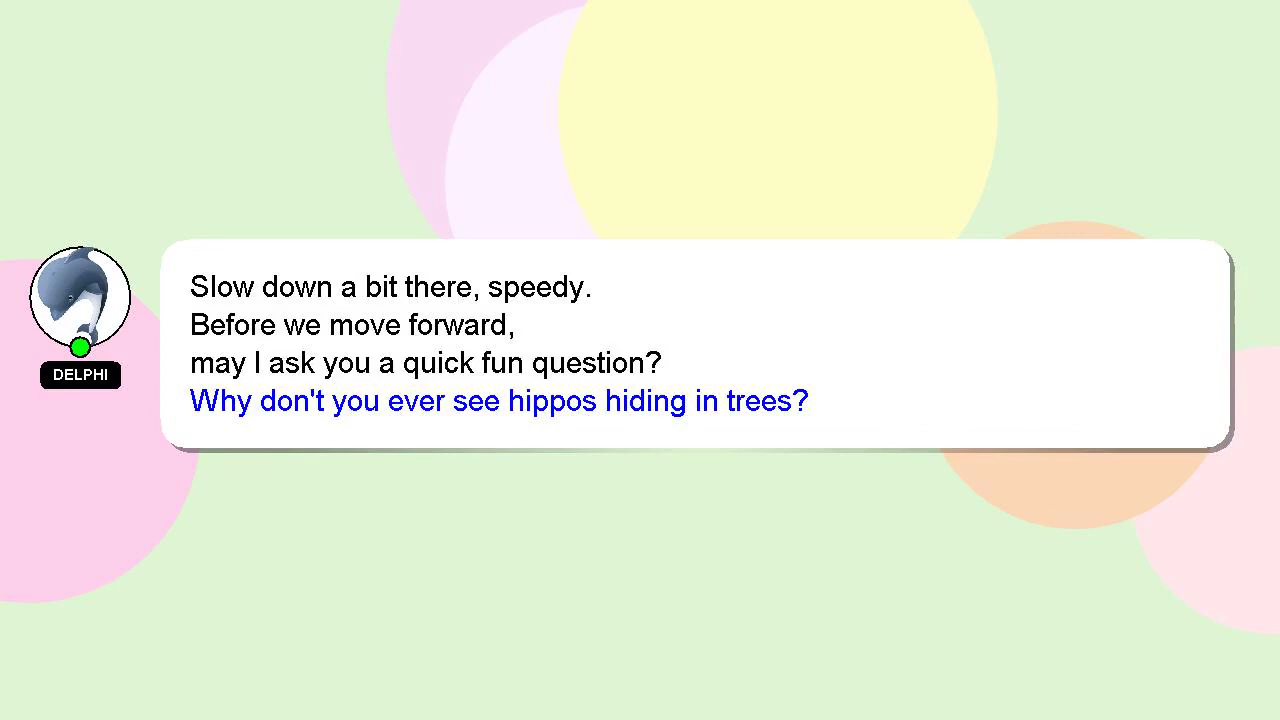 Slow down a bit there, speedy.
Before we move forward,
may I ask you a quick fun question?
Why don't you ever see hippos hiding in trees?
DELPHI